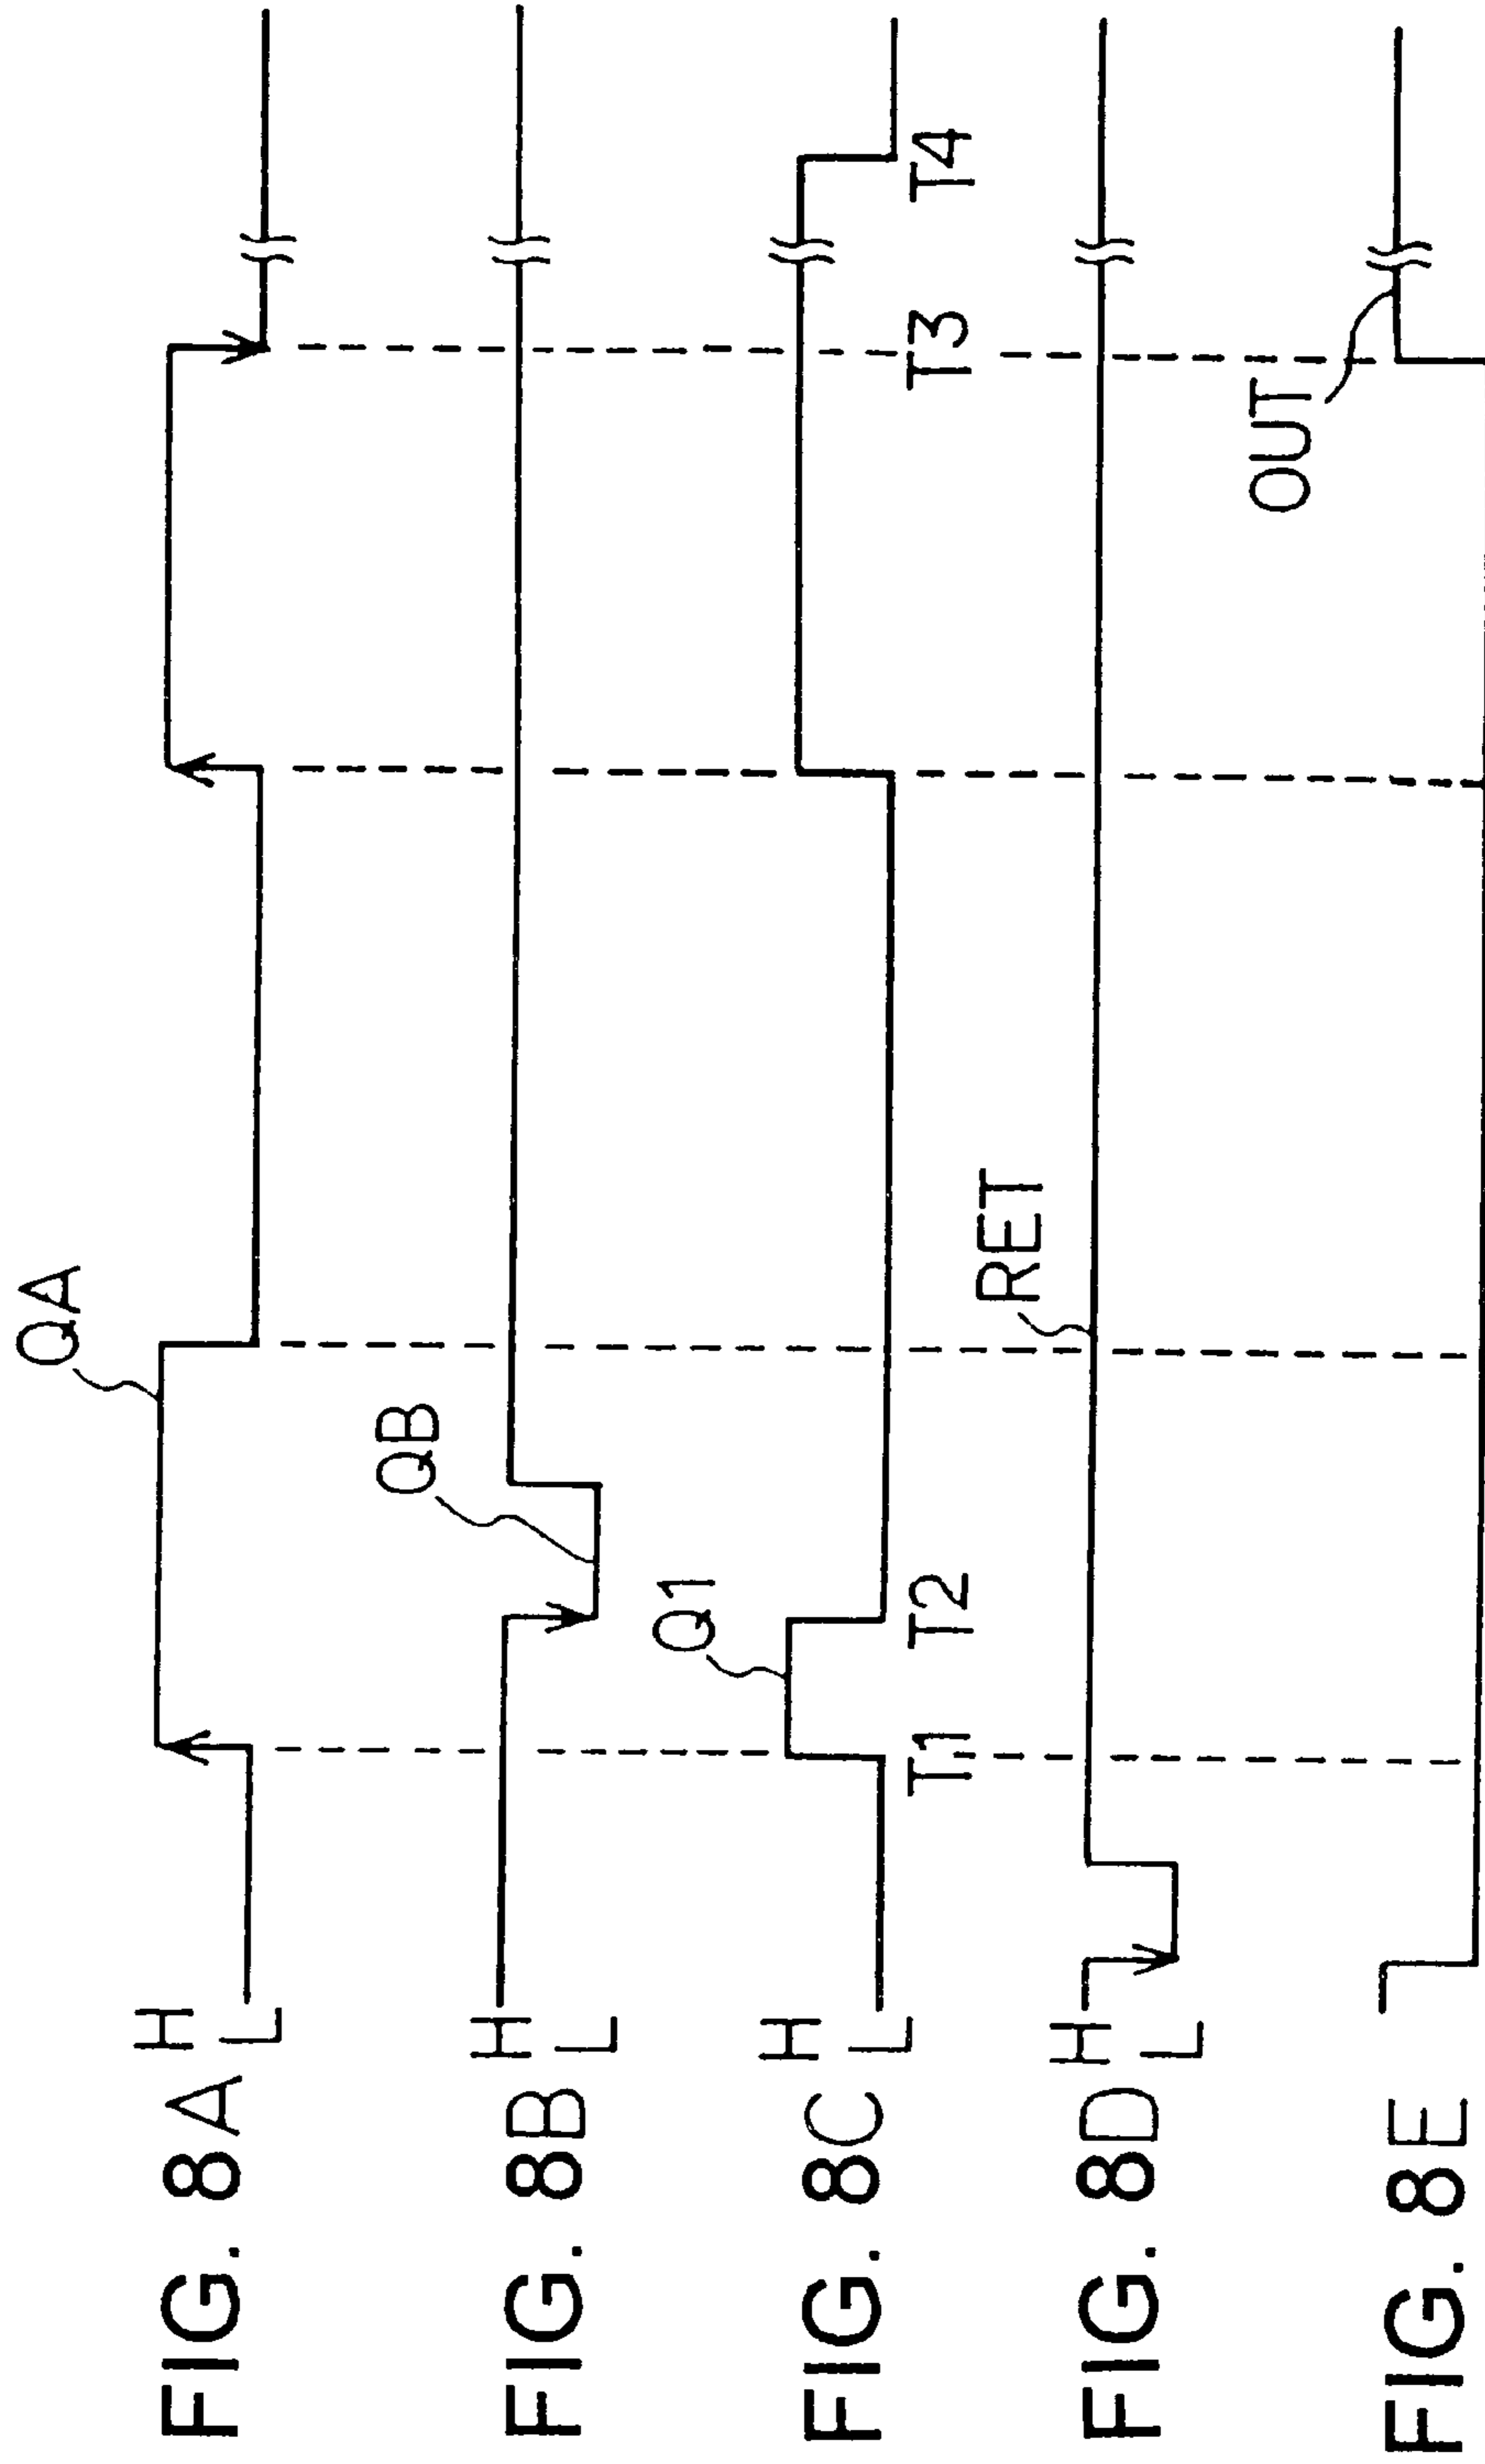 FIG. 8A
H
L
QA
FIG. 8B
H
L
QB
FIG. 8C
H
L
Q1
T1
T2
T3
T4
FIG. 8D
H
L
RET
FIG. 8E
OUT